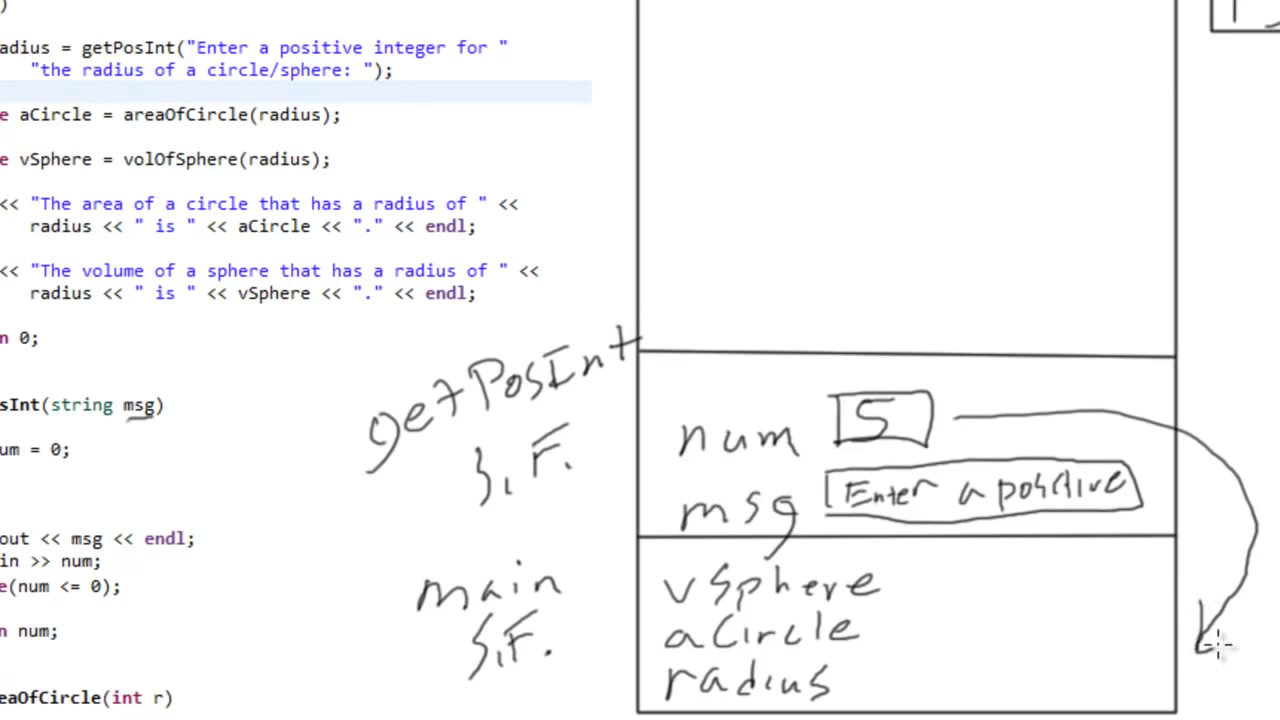 )
adius = getPosInt("Enter a positive integer for "
"the radius of a circle/sphere: ");
e aCircle = areaOfCircle(radius);
e vSphere = volOfSphere(radius);
<< "The area of a circle that has a radius of " <<
radius << " is " << aCircle << "." << endl;
<< "The volume of a sphere that has a radius of " <<
radius << " is " << vSphere << "." << endl;
n 0;
sInt(string msg)
um = 0;
out << msg << endl;
in >> num;
e(num <= 0);
n num;
eaOfCircle(int r)
getPosInt
S.F.
main
S.F.
num 5
msg Enter a positive
vSphere
aCircle
radius